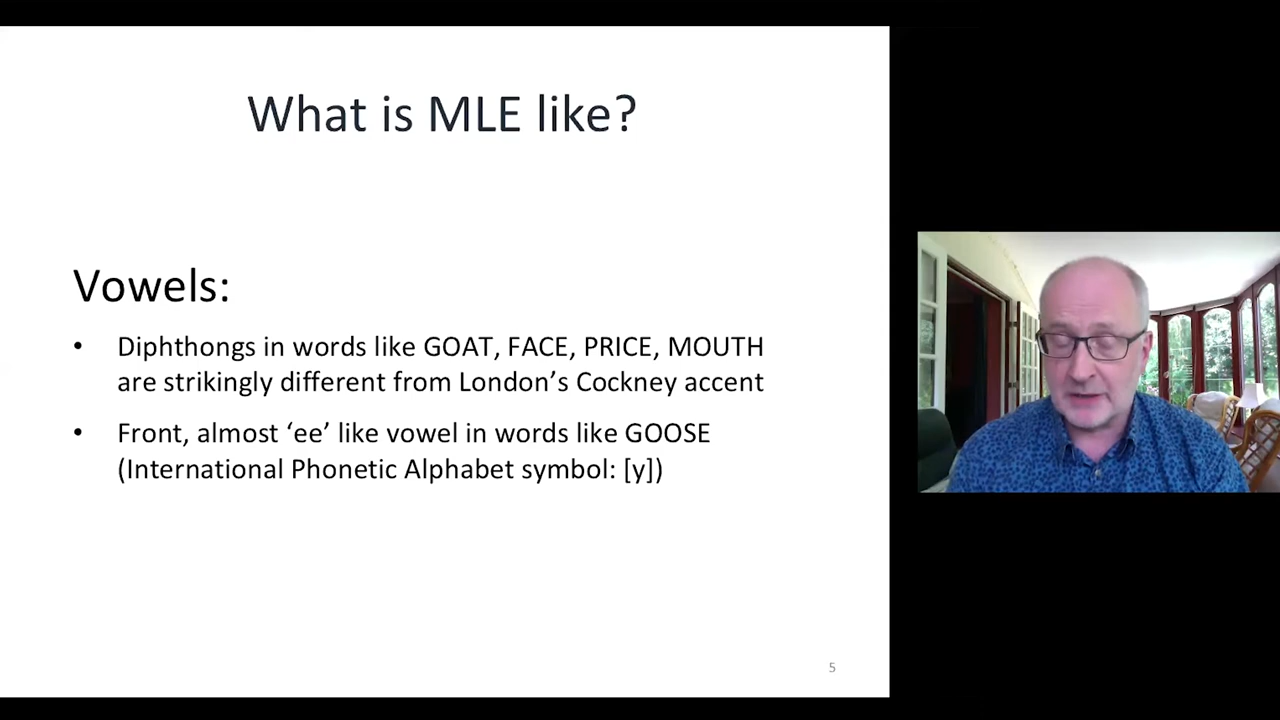 What is MLE like?
Vowels:
• Diphthongs in words like GOAT, FACE, PRICE, MOUTH
are strikingly different from London’s Cockney accent
• Front, almost ‘ee’ like vowel in words like GOOSE
(International Phonetic Alphabet symbol: [y])
5